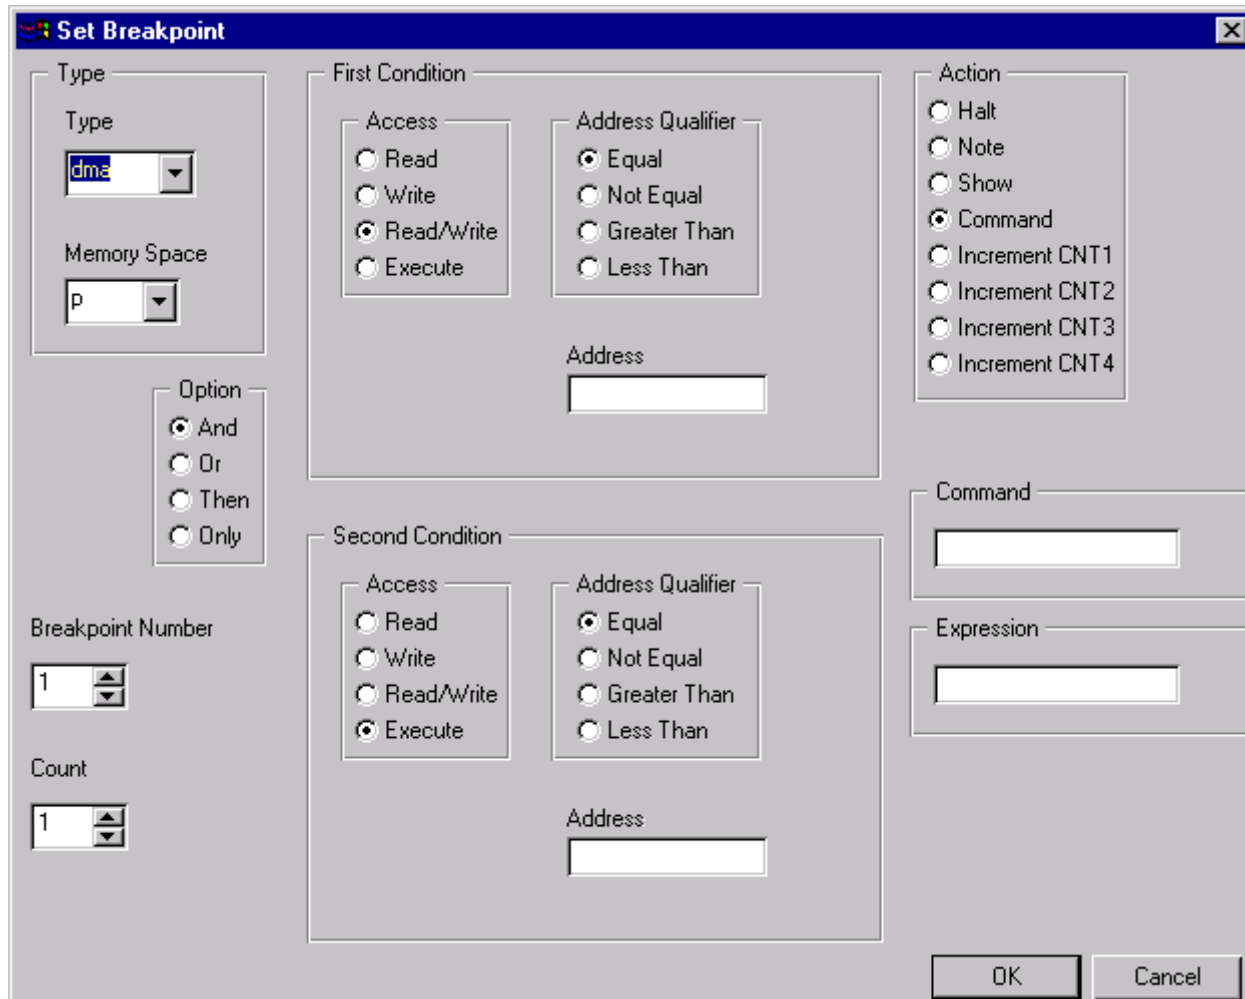 Set Breakpoint
Type
Type
dma
Memory Space
p
Option
And
Or
Then
Only
Breakpoint Number
1
Count
1
First Condition
Access
Read
Write
Read/Write
Execute
Address Qualifier
Equal
Not Equal
Greater Than
Less Than
Address
Second Condition
Access
Read
Write
Read/Write
Execute
Address Qualifier
Equal
Not Equal
Greater Than
Less Than
Address
Action
Halt
Note
Show
Command
Increment CNT1
Increment CNT2
Increment CNT3
Increment CNT4
Command
Expression
OK
Cancel